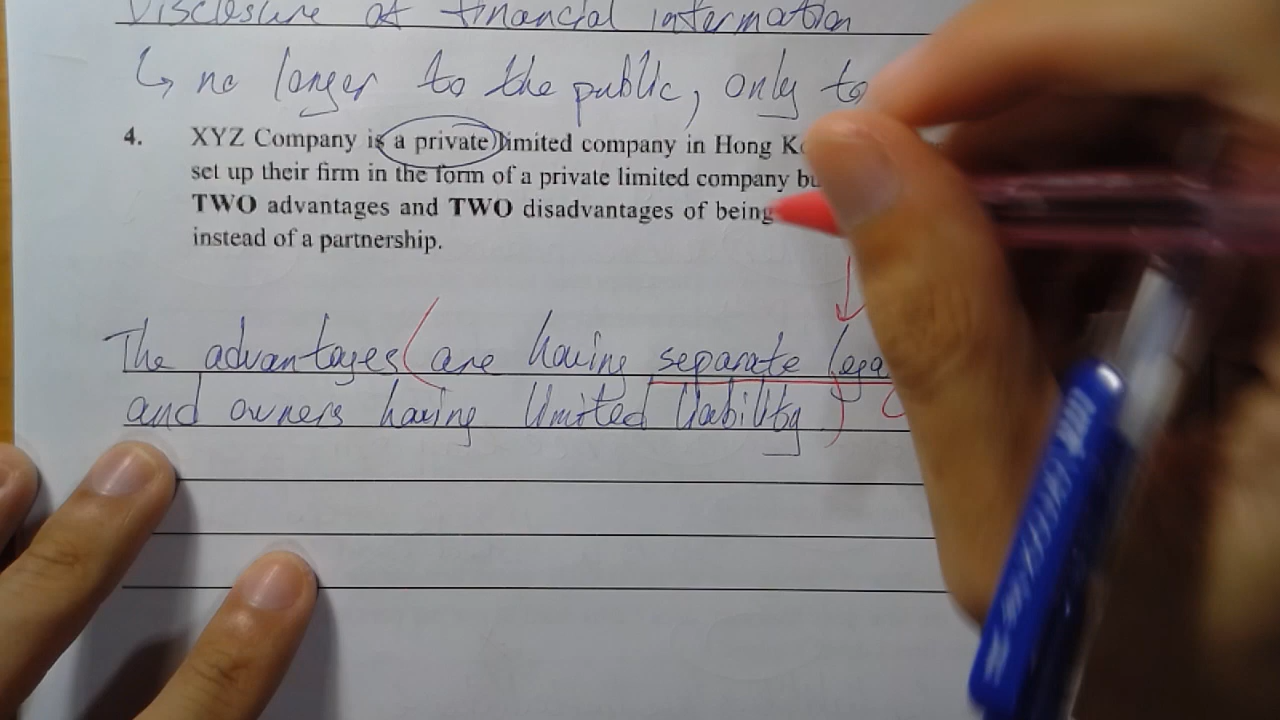 Disclosure of financial information
↳ no longer to the public, only to
4. XYZ Company is a private limited company in Hong
set up their firm in the form of a private limited company
TWO advantages and TWO disadvantages of being
instead of a partnership.
The advantages (are having separate
and owners having limited liability )